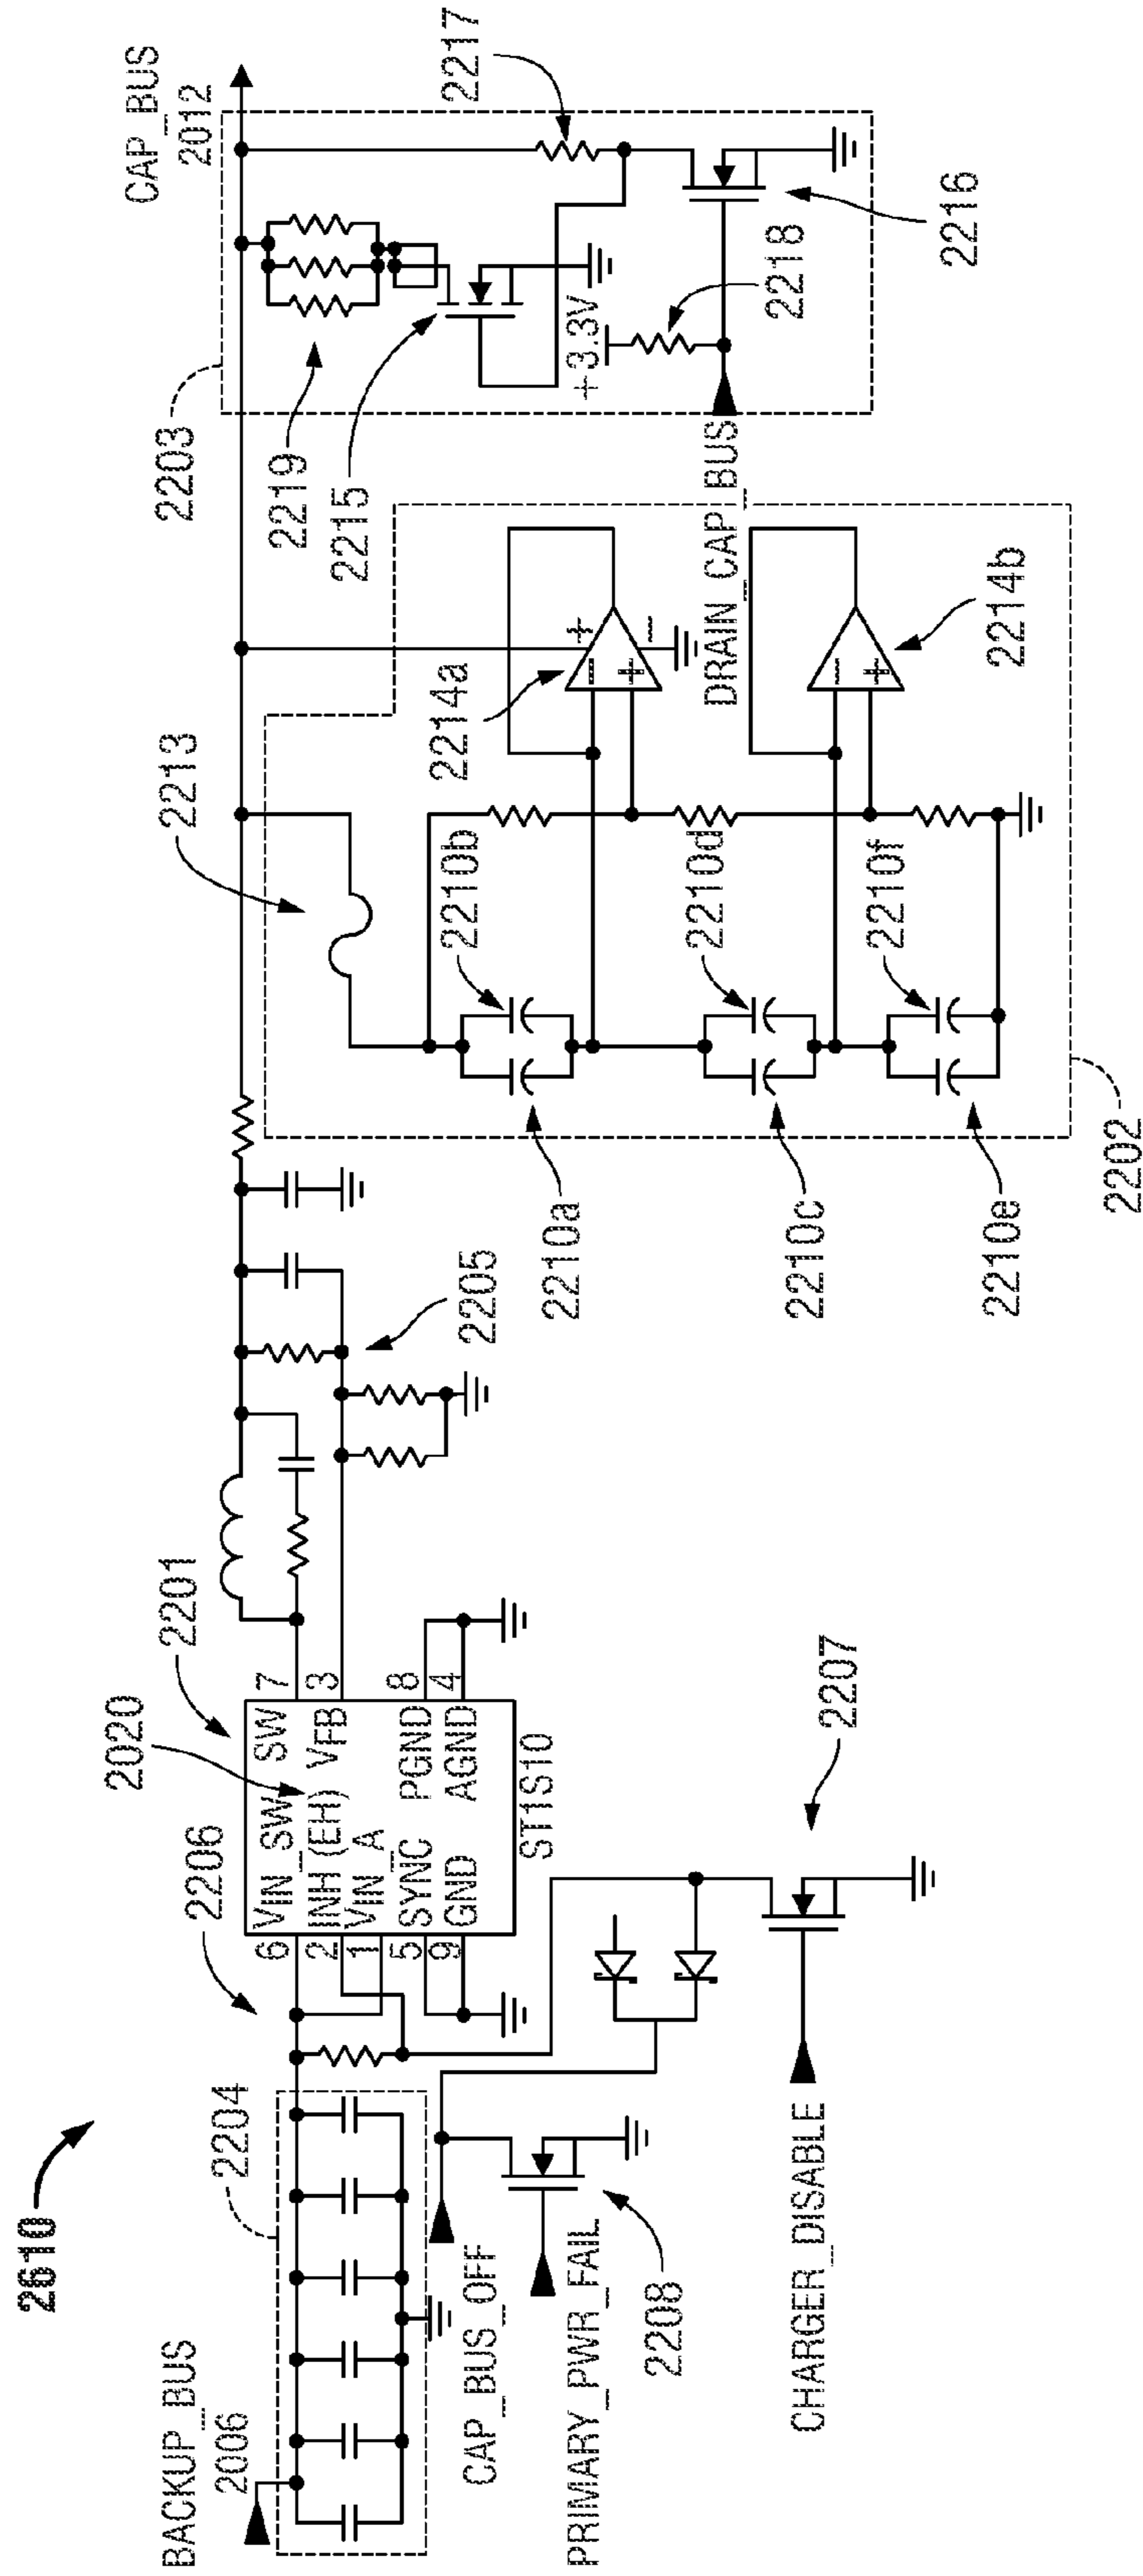 2610
BACKUP_BUS
2006
2204
2206
2020
2201
VIN_SW
SW
INH (EH)
VFB
VIN_A
SYNC
PGND
GND
AGND
6
2
1
5
9
7
3
8
4
ST1S10
CAP_BUS_OFF
PRIMARY_PWR_FAIL
2208
CHARGER_DISABLE
2207
2205
2213
2210a
2210b
2210c
2210d
2210e
2210f
2214a
2214b
+
−
−
+
−
+
2202
2203
2219
2215
+3.3V
2218
DRAIN_CAP_BUS
2216
2217
CAP_BUS
2012